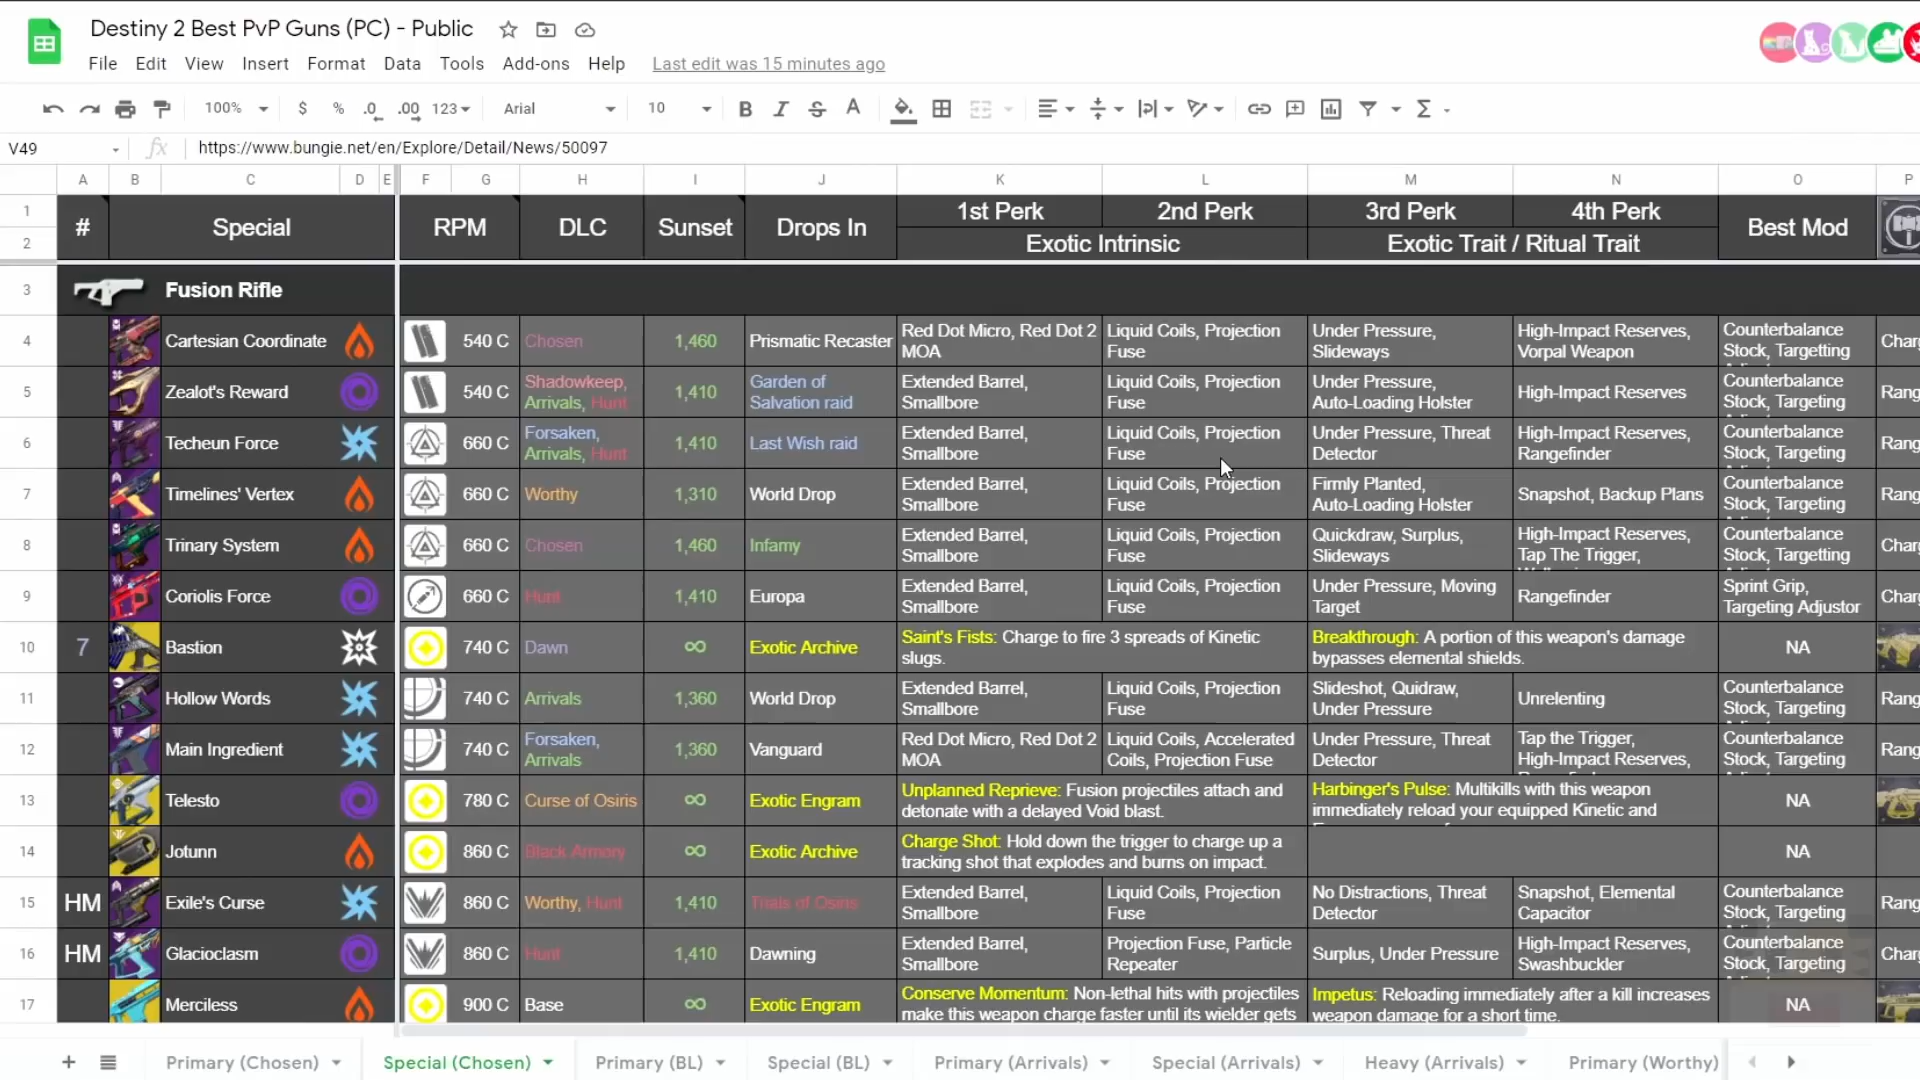 Destiny 2 Best PvP Guns (PC) - Public
File Edit View Insert Format Data Tools Add-ons Help Last edit was 15 minutes ago
100% $ % .0 .00 123 Arial 10 B I S A Σ
V49 fx https://www.bungie.net/en/Explore/Detail/News/50097
A B C D E F G H I J K L M N O P
1 1st Perk 2nd Perk 3rd Perk 4th Perk
# Special RPM DLC Sunset Drops In Best Mod
2 Exotic Intrinsic Exotic Trait / Ritual Trait
3 Fusion Rifle
4 Cartesian Coordinate 540 C Chosen 1,460 Prismatic Recaster Red Dot Micro, Red Dot 2 MOA Liquid Coils, Projection Fuse Under Pressure, Slideways High-Impact Reserves, Vorpal Weapon Counterbalance Stock, Targetting
5 Zealot's Reward 540 C Shadowkeep, Arrivals, Hunt 1,410 Garden of Salvation raid Extended Barrel, Smallbore Liquid Coils, Projection Fuse Under Pressure, Auto-Loading Holster High-Impact Reserves Counterbalance Stock, Targeting
6 Techeun Force 660 C Forsaken, Arrivals, Hunt 1,410 Last Wish raid Extended Barrel, Smallbore Liquid Coils, Projection Fuse Under Pressure, Threat Detector High-Impact Reserves, Rangefinder Counterbalance Stock, Targeting
7 Timelines' Vertex 660 C Worthy 1,310 World Drop Extended Barrel, Smallbore Liquid Coils, Projection Fuse Firmly Planted, Auto-Loading Holster Snapshot, Backup Plans Counterbalance Stock, Targeting
8 Trinary System 660 C Chosen 1,460 Infamy Extended Barrel, Smallbore Liquid Coils, Projection Fuse Quickdraw, Surplus, Slideways High-Impact Reserves, Tap The Trigger, Counterbalance Stock, Targetting
9 Coriolis Force 660 C Hunt 1,410 Europa Extended Barrel, Smallbore Liquid Coils, Projection Fuse Under Pressure, Moving Target Rangefinder Sprint Grip, Targeting Adjustor
10 7 Bastion 740 C Dawn ∞ Exotic Archive Saint's Fists: Charge to fire 3 spreads of Kinetic slugs. Breakthrough: A portion of this weapon's damage bypasses elemental shields. NA
11 Hollow Words 740 C Arrivals 1,360 World Drop Extended Barrel, Smallbore Liquid Coils, Projection Fuse Slideshot, Quidraw, Under Pressure Unrelenting Counterbalance Stock, Targeting
12 Main Ingredient 740 C Forsaken, Arrivals 1,360 Vanguard Red Dot Micro, Red Dot 2 MOA Liquid Coils, Accelerated Coils, Projection Fuse Under Pressure, Threat Detector Tap the Trigger, High-Impact Reserves, Counterbalance Stock, Targeting
13 Telesto 780 C Curse of Osiris ∞ Exotic Engram Unplanned Reprieve: Fusion projectiles attach and detonate with a delayed Void blast. Harbinger's Pulse: Multikills with this weapon immediately reload your equipped Kinetic and NA
14 Jotunn 860 C Black Armory ∞ Exotic Archive Charge Shot: Hold down the trigger to charge up a tracking shot that explodes and burns on impact. NA
15 HM Exile's Curse 860 C Worthy, Hunt 1,410 Trials of Osiris Extended Barrel, Smallbore Liquid Coils, Projection Fuse No Distractions, Threat Detector Snapshot, Elemental Capacitor Counterbalance Stock, Targeting
16 HM Glacioclasm 860 C Hunt 1,410 Dawning Extended Barrel, Smallbore Projection Fuse, Particle Repeater Surplus, Under Pressure High-Impact Reserves, Swashbuckler Counterbalance Stock, Targeting
17 Merciless 900 C Base ∞ Exotic Engram Conserve Momentum: Non-lethal hits with projectiles make this weapon charge faster until its wielder gets Impetus: Reloading immediately after a kill increases weapon damage for a short time. NA
+ Primary (Chosen) Special (Chosen) Primary (BL) Special (BL) Primary (Arrivals) Special (Arrivals) Heavy (Arrivals) Primary (Worthy)